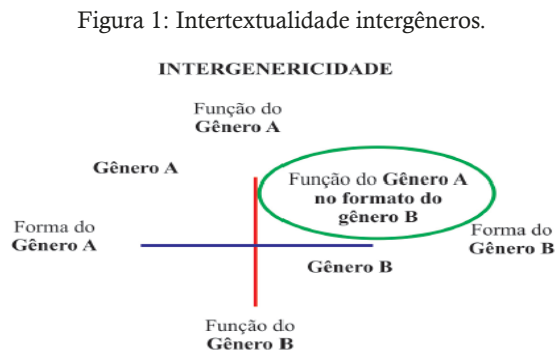 Figura 1: Intertextualidade intergêneros.
INTERGENERICIDADE
Função do
Gênero A
Gênero A
Função do Gênero A
no formato do
gênero B
Forma do
Gênero A
Forma do
Gênero B
Gênero B
Função do
Gênero B